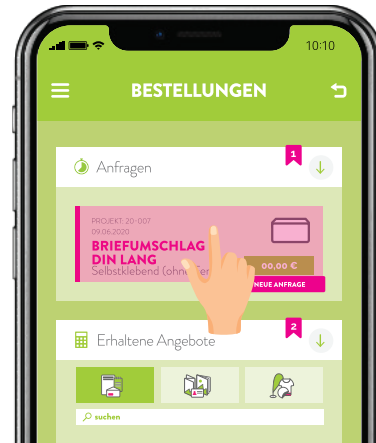 10:10
BESTELLUNGEN
1
Anfragen
PROJEKT: 20-007
09.06.2020
BRIEFUMSCHLAG
DIN LANG
Selbstklebend (ohne
00,00 €
NEUE ANFRAGE
2
Erhaltene Angebote
suchen